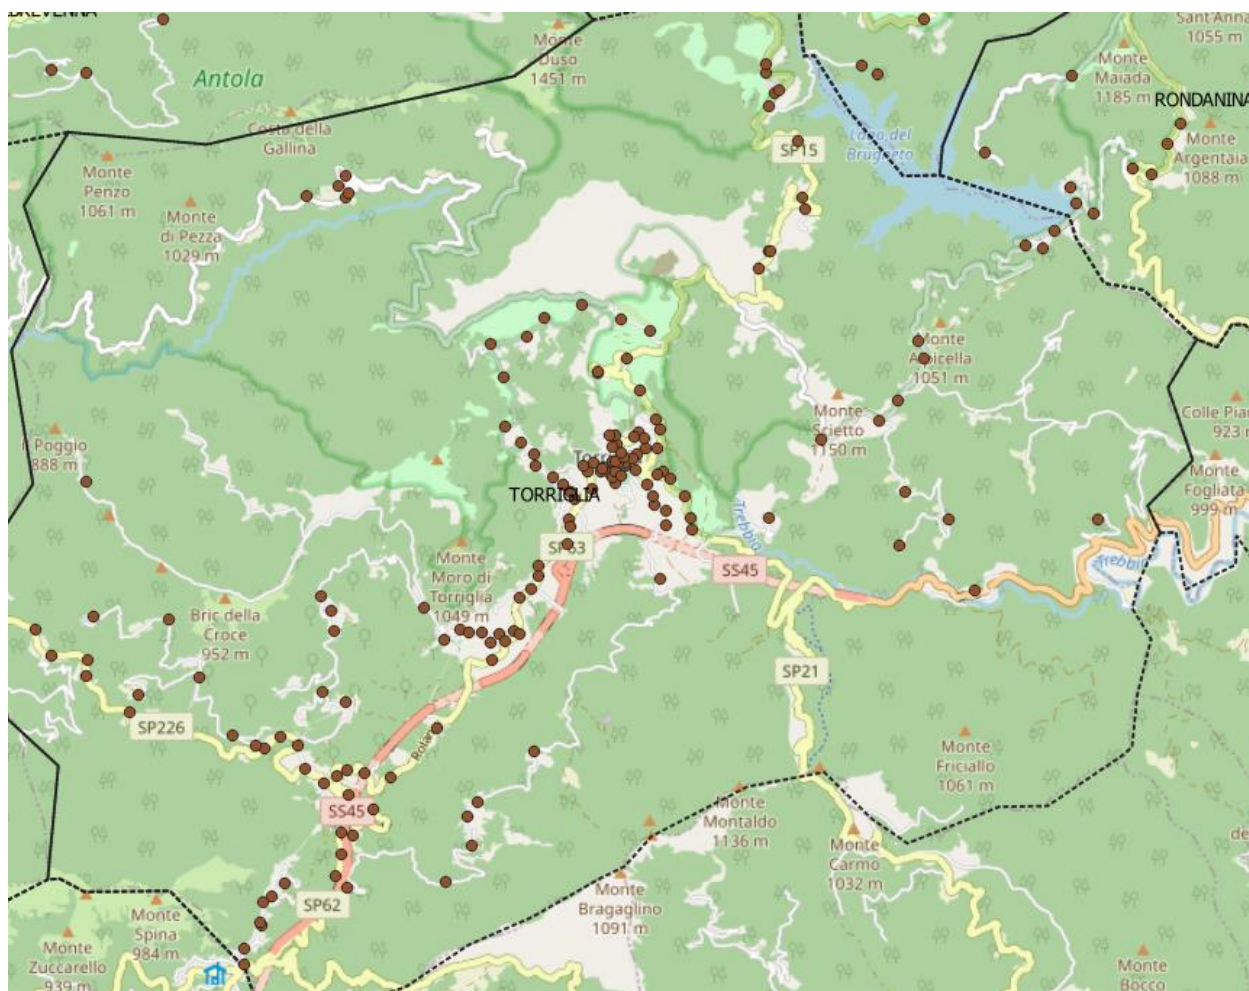 Sant'Anna
1055 m
Monte
Duso
1451 m
Antola
Monte
Maiada
1185 m
RONDANINA
Costa della
Gallina
Lago del
Brugneto
SP15
Monte
Argentaia
1088 m
Monte
Penzo
1061 m
Monte
di Pezza
1029 m
Monte
1051 m
Monte
Scietto
1150 m
Colle Pian
923 m
Il Poggio
888 m
TORRIGLIA
Monte
Fogliata
999 m
Trebbia
SS45
Trebbia
Monte
Moro di
Torriglia
1049 m
Bric della
Croce
952 m
SP21
SP226
Monte
Friciallo
1061 m
SS45
Monte
Montaldo
1136 m
Monte
Carmo
1032 m
Monte
Bragaglino
1091 m
SP62
Monte
Spina
984 m
Monte
Zuccarello
939 m
Monte
Bocco